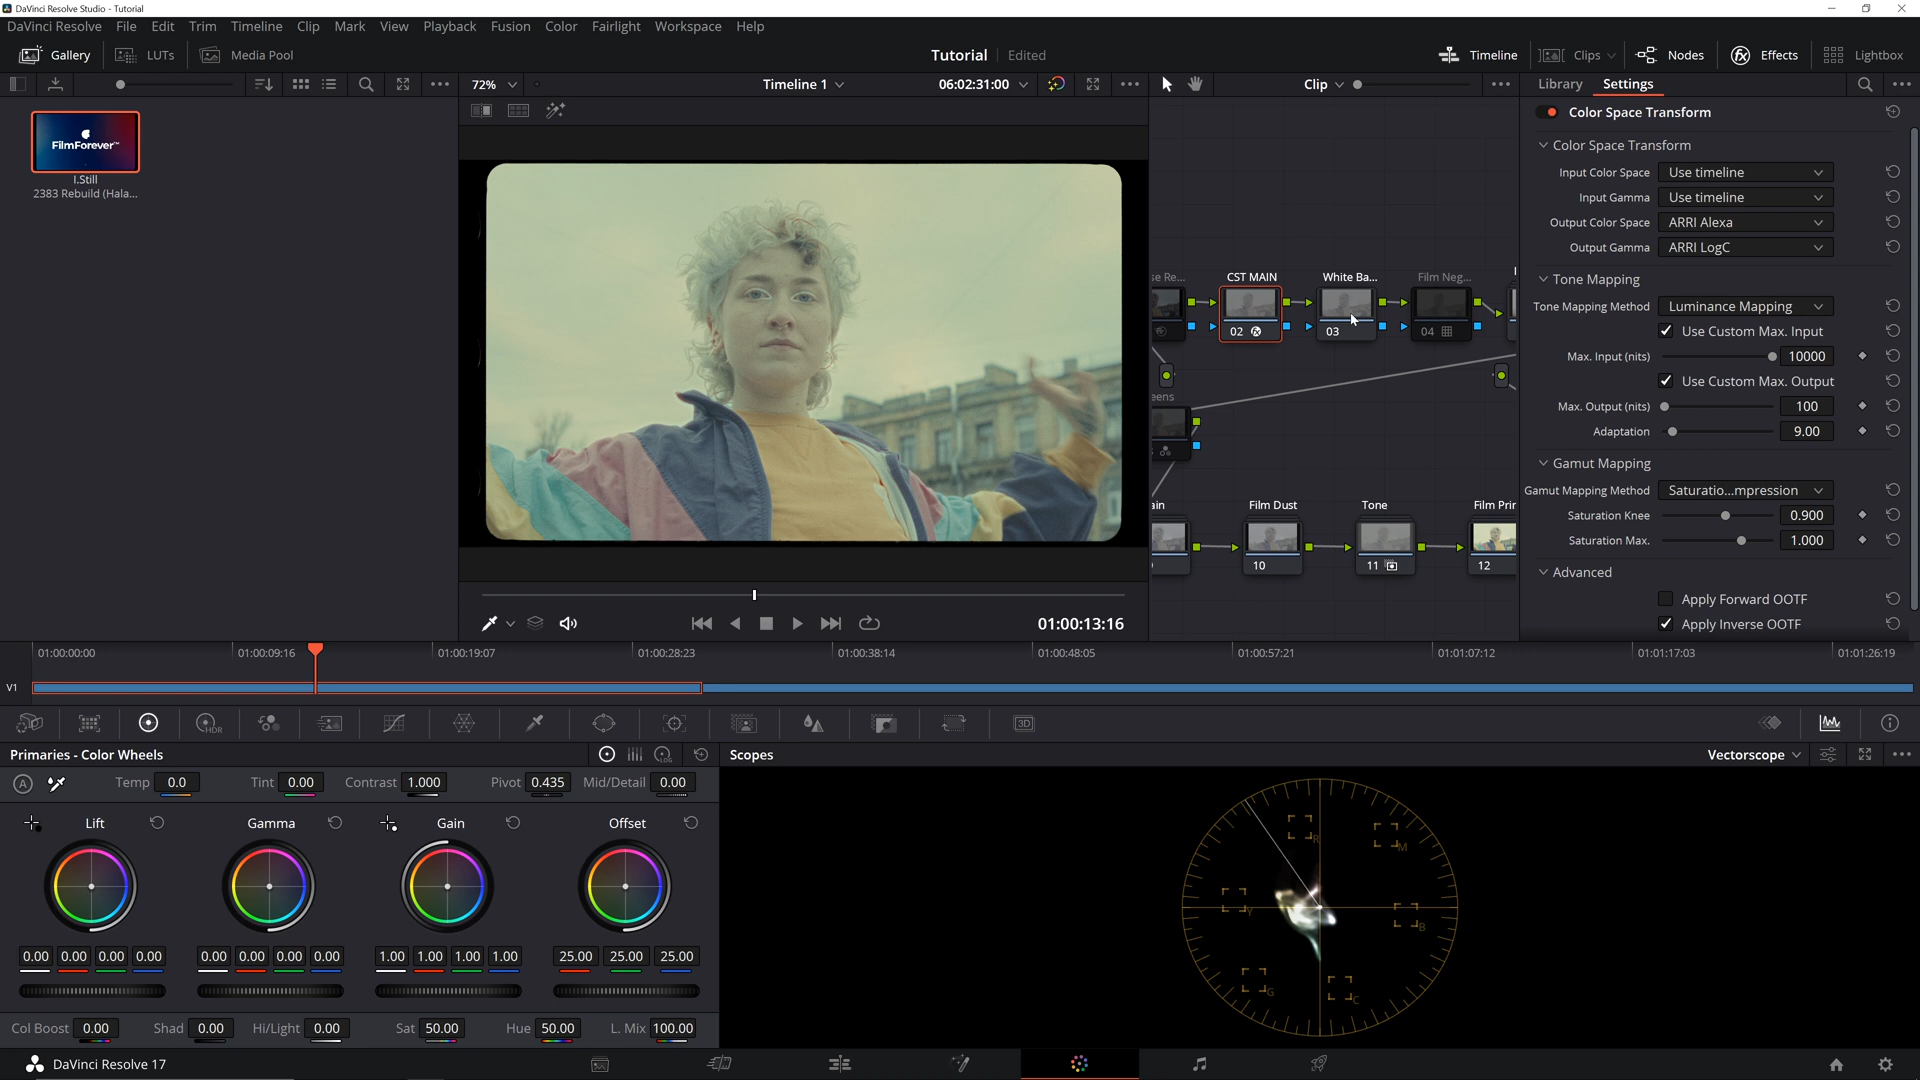 DaVinci Resolve Studio - Tutorial
DaVinci Resolve File Edit Trim Timeline Clip Mark View Playback Fusion Color Fairlight Workspace Help
Gallery LUTs Media Pool Tutorial Edited Timeline Clips Nodes Effects Lightbox
72% Timeline 1 06:02:31:00 Clip Library Settings
FilmForever™
1.Still
2383 Rebuild (Hala...
Color Space Transform
Color Space Transform
Input Color Space Use timeline
Input Gamma Use timeline
Output Color Space ARRI Alexa
Output Gamma ARRI LogC
Tone Mapping
Tone Mapping Method Luminance Mapping
Use Custom Max. Input
Max. Input (nits) 10000
Use Custom Max. Output
Max. Output (nits) 100
Adaptation 9.00
Gamut Mapping
Gamut Mapping Method Saturatio...mpression
Saturation Knee 0.900
Saturation Max. 1.000
Advanced
Apply Forward OOTF
Apply Inverse OOTF
se Re... CST MAIN White Ba... Film Neg...
02 03 04
eens
ain Film Dust Tone Film Prin
10 11 12
01:00:13:16
01:00:00:00 01:00:09:16 01:00:19:07 01:00:28:23 01:00:38:14 01:00:48:05 01:00:57:21 01:01:07:12 01:01:17:03 01:01:26:19
V1
HDR 3D
Primaries - Color Wheels LOG Scopes Vectorscope
A Temp 0.0 Tint 0.00 Contrast 1.000 Pivot 0.435 Mid/Detail 0.00
Lift Gamma Gain Offset
0.00 0.00 0.00 0.00 0.00 0.00 0.00 0.00 1.00 1.00 1.00 1.00 25.00 25.00 25.00
R M Y B G C
Col Boost 0.00 Shad 0.00 Hi/Light 0.00 Sat 50.00 Hue 50.00 L. Mix 100.00
DaVinci Resolve 17